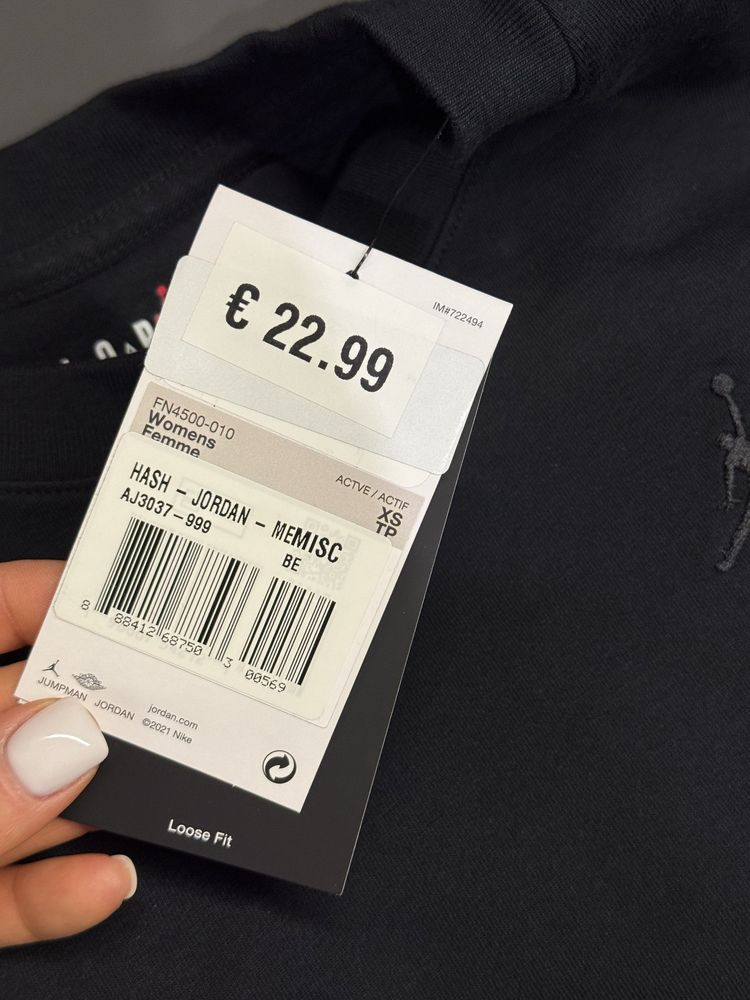 IM#722494
€ 22.99
FN4500-010
Womens
Femme
ACTVE / ACTIF
XS
TP
HASH - JORDAN - MEMISC
AJ3037-999
BE
8 88412 68750 3
00569
JUMPMAN JORDAN
jordan.com
©2021 Nike
Loose Fit